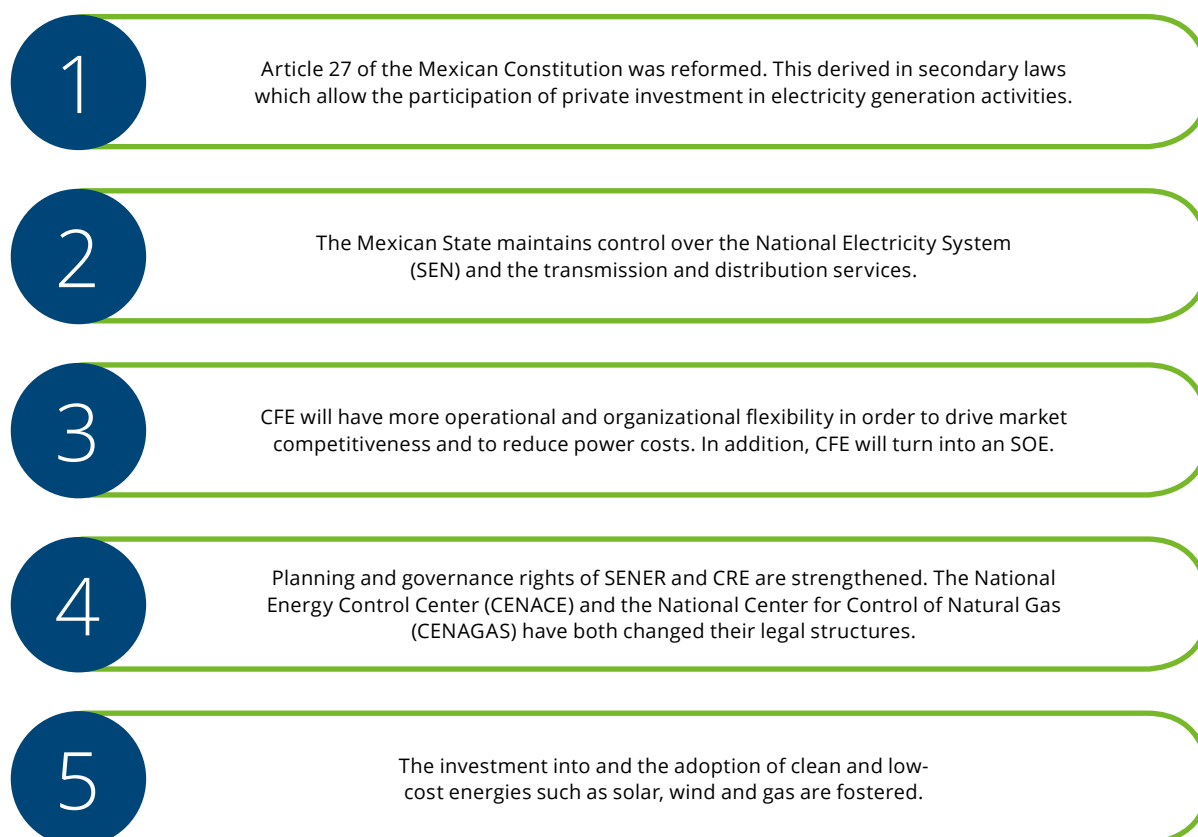 1
Article 27 of the Mexican Constitution was reformed. This derived in secondary laws
which allow the participation of private investment in electricity generation activities.
2
The Mexican State maintains control over the National Electricity System
(SEN) and the transmission and distribution services.
3
CFE will have more operational and organizational flexibility in order to drive market
competitiveness and to reduce power costs. In addition, CFE will turn into an SOE.
4
Planning and governance rights of SENER and CRE are strengthened. The National
Energy Control Center (CENACE) and the National Center for Control of Natural Gas
(CENAGAS) have both changed their legal structures.
5
The investment into and the adoption of clean and low-
cost energies such as solar, wind and gas are fostered.